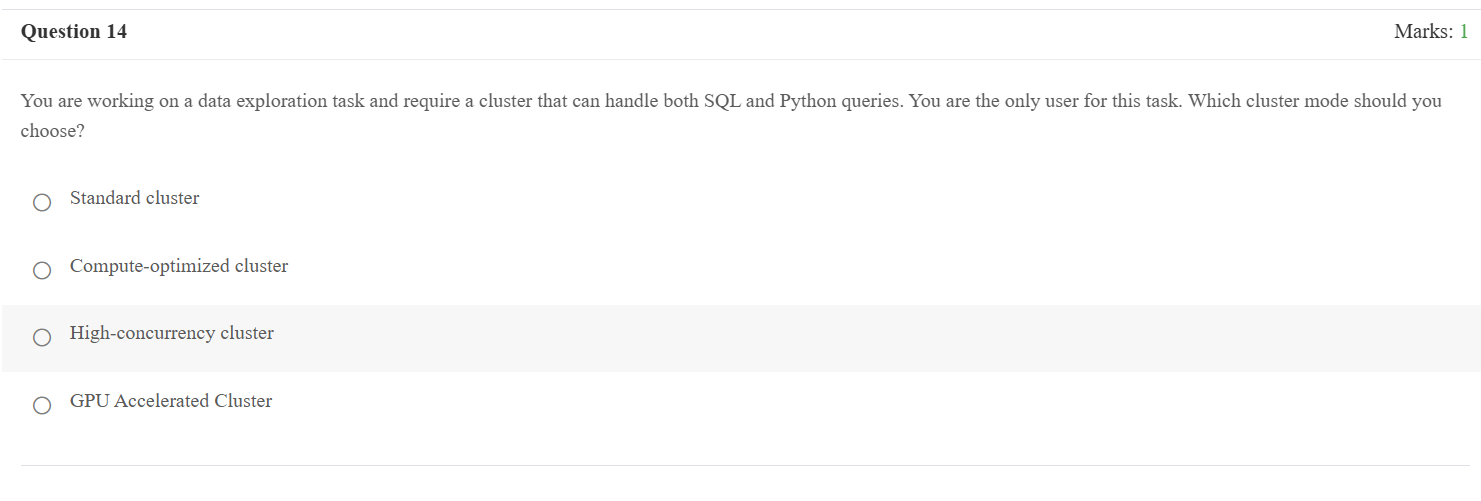 Question 14
Marks: 1
You are working on a data exploration task and require a cluster that can handle both SQL and Python queries. You are the only user for this task. Which cluster mode should you
choose?
Standard cluster
Compute-optimized cluster
High-concurrency cluster
GPU Accelerated Cluster